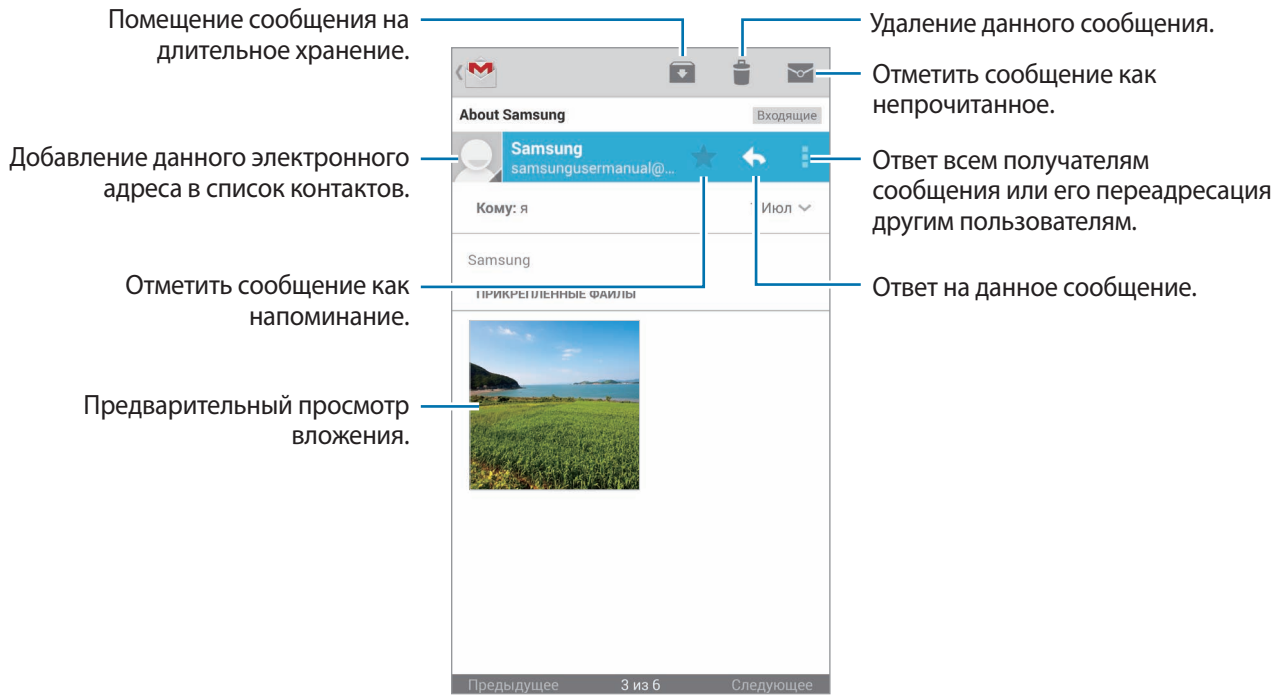 Помещение сообщения на
длительное хранение.
Удаление данного сообщения.
Отметить сообщение как
непрочитанное.
About Samsung
Входящие
Добавление данного электронного
адреса в список контактов.
Samsung
samsungusermanual@...
Ответ всем получателям
сообщения или его переадресация
другим пользователям.
Кому: я
Июл
Samsung
Отметить сообщение как
напоминание.
Ответ на данное сообщение.
ПРИКРЕПЛЕННЫЕ ФАЙЛЫ
Предварительный просмотр
вложения.
Предыдущее
3 из 6
Следующее